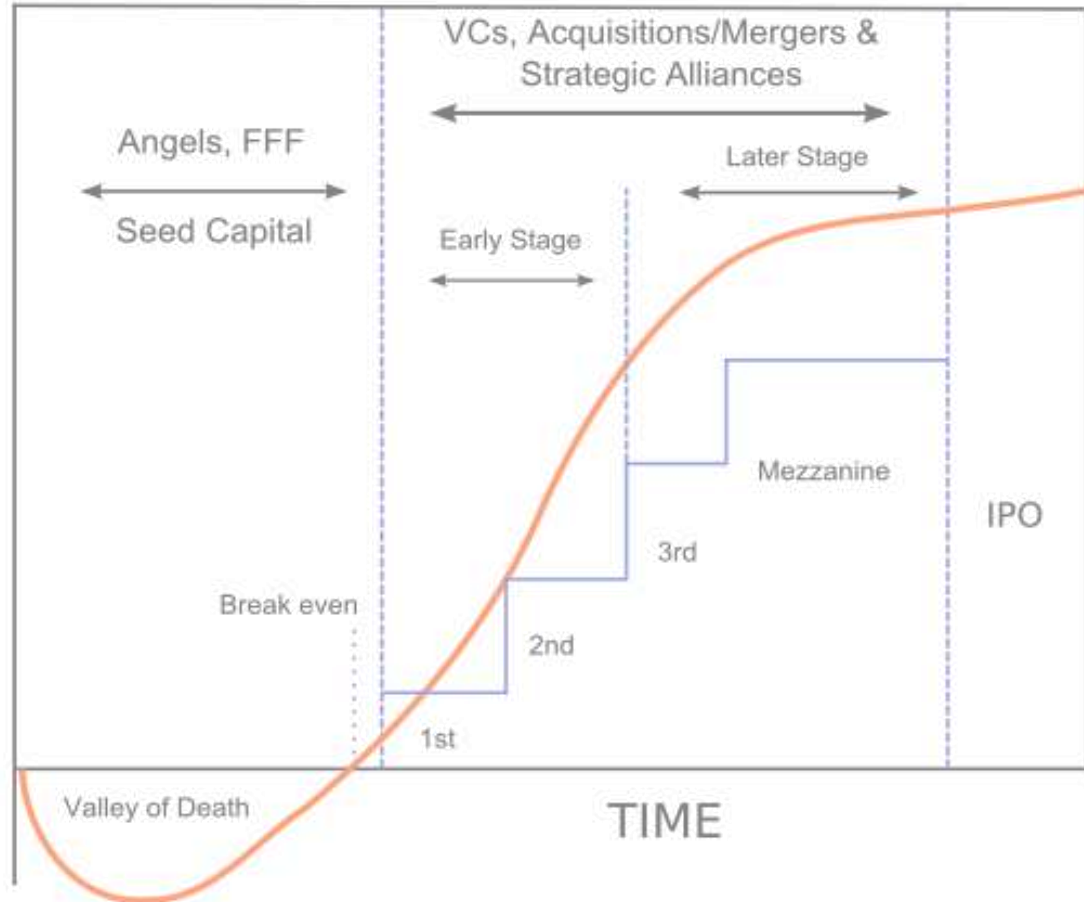 VCs, Acquisitions/Mergers &
Strategic Alliances
Angels, FFF
Seed Capital
Later Stage
Early Stage
Mezzanine
IPO
3rd
Break even
2nd
1st
Valley of Death
TIME